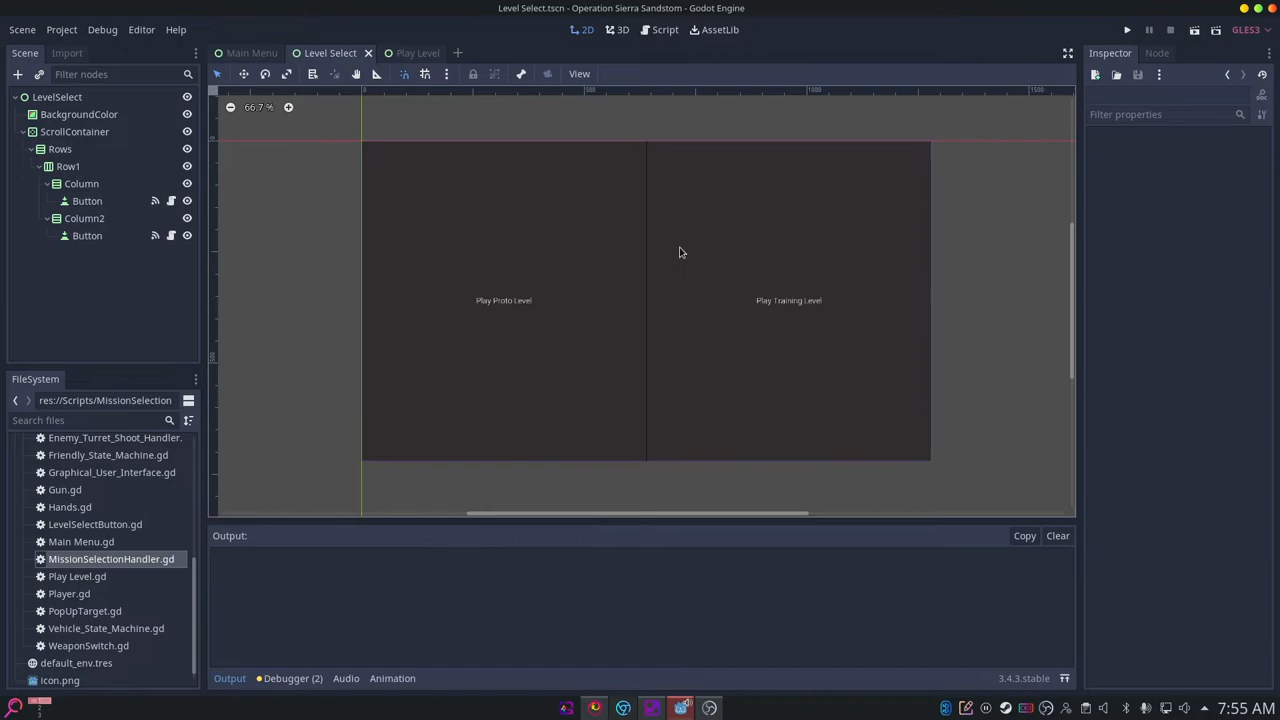 Level Select.tscn - Operation Sierra Sandstom - Godot Engine
Scene Project Debug Editor Help
2D 3D Script AssetLib
GLES3
Scene Import
Main Menu Level Select Play Level
Inspector Node
Filter nodes
View
LevelSelect
BackgroundColor
ScrollContainer
Rows
Row1
Column
Button
Column2
Button
0 500 1000 1500
66.7 %
0
500
Play Proto Level
Play Training Level
Filter properties
FileSystem
res://Scripts/MissionSelection
Search files
Enemy_Turret_Shoot_Handler.
Friendly_State_Machine.gd
Graphical_User_Interface.gd
Gun.gd
Hands.gd
LevelSelectButton.gd
Main Menu.gd
MissionSelectionHandler.gd
Play Level.gd
Player.gd
PopUpTarget.gd
Vehicle_State_Machine.gd
WeaponSwitch.gd
default_env.tres
icon.png
Output:
Copy Clear
Output Debugger (2) Audio Animation
3.4.3.stable
7:55 AM